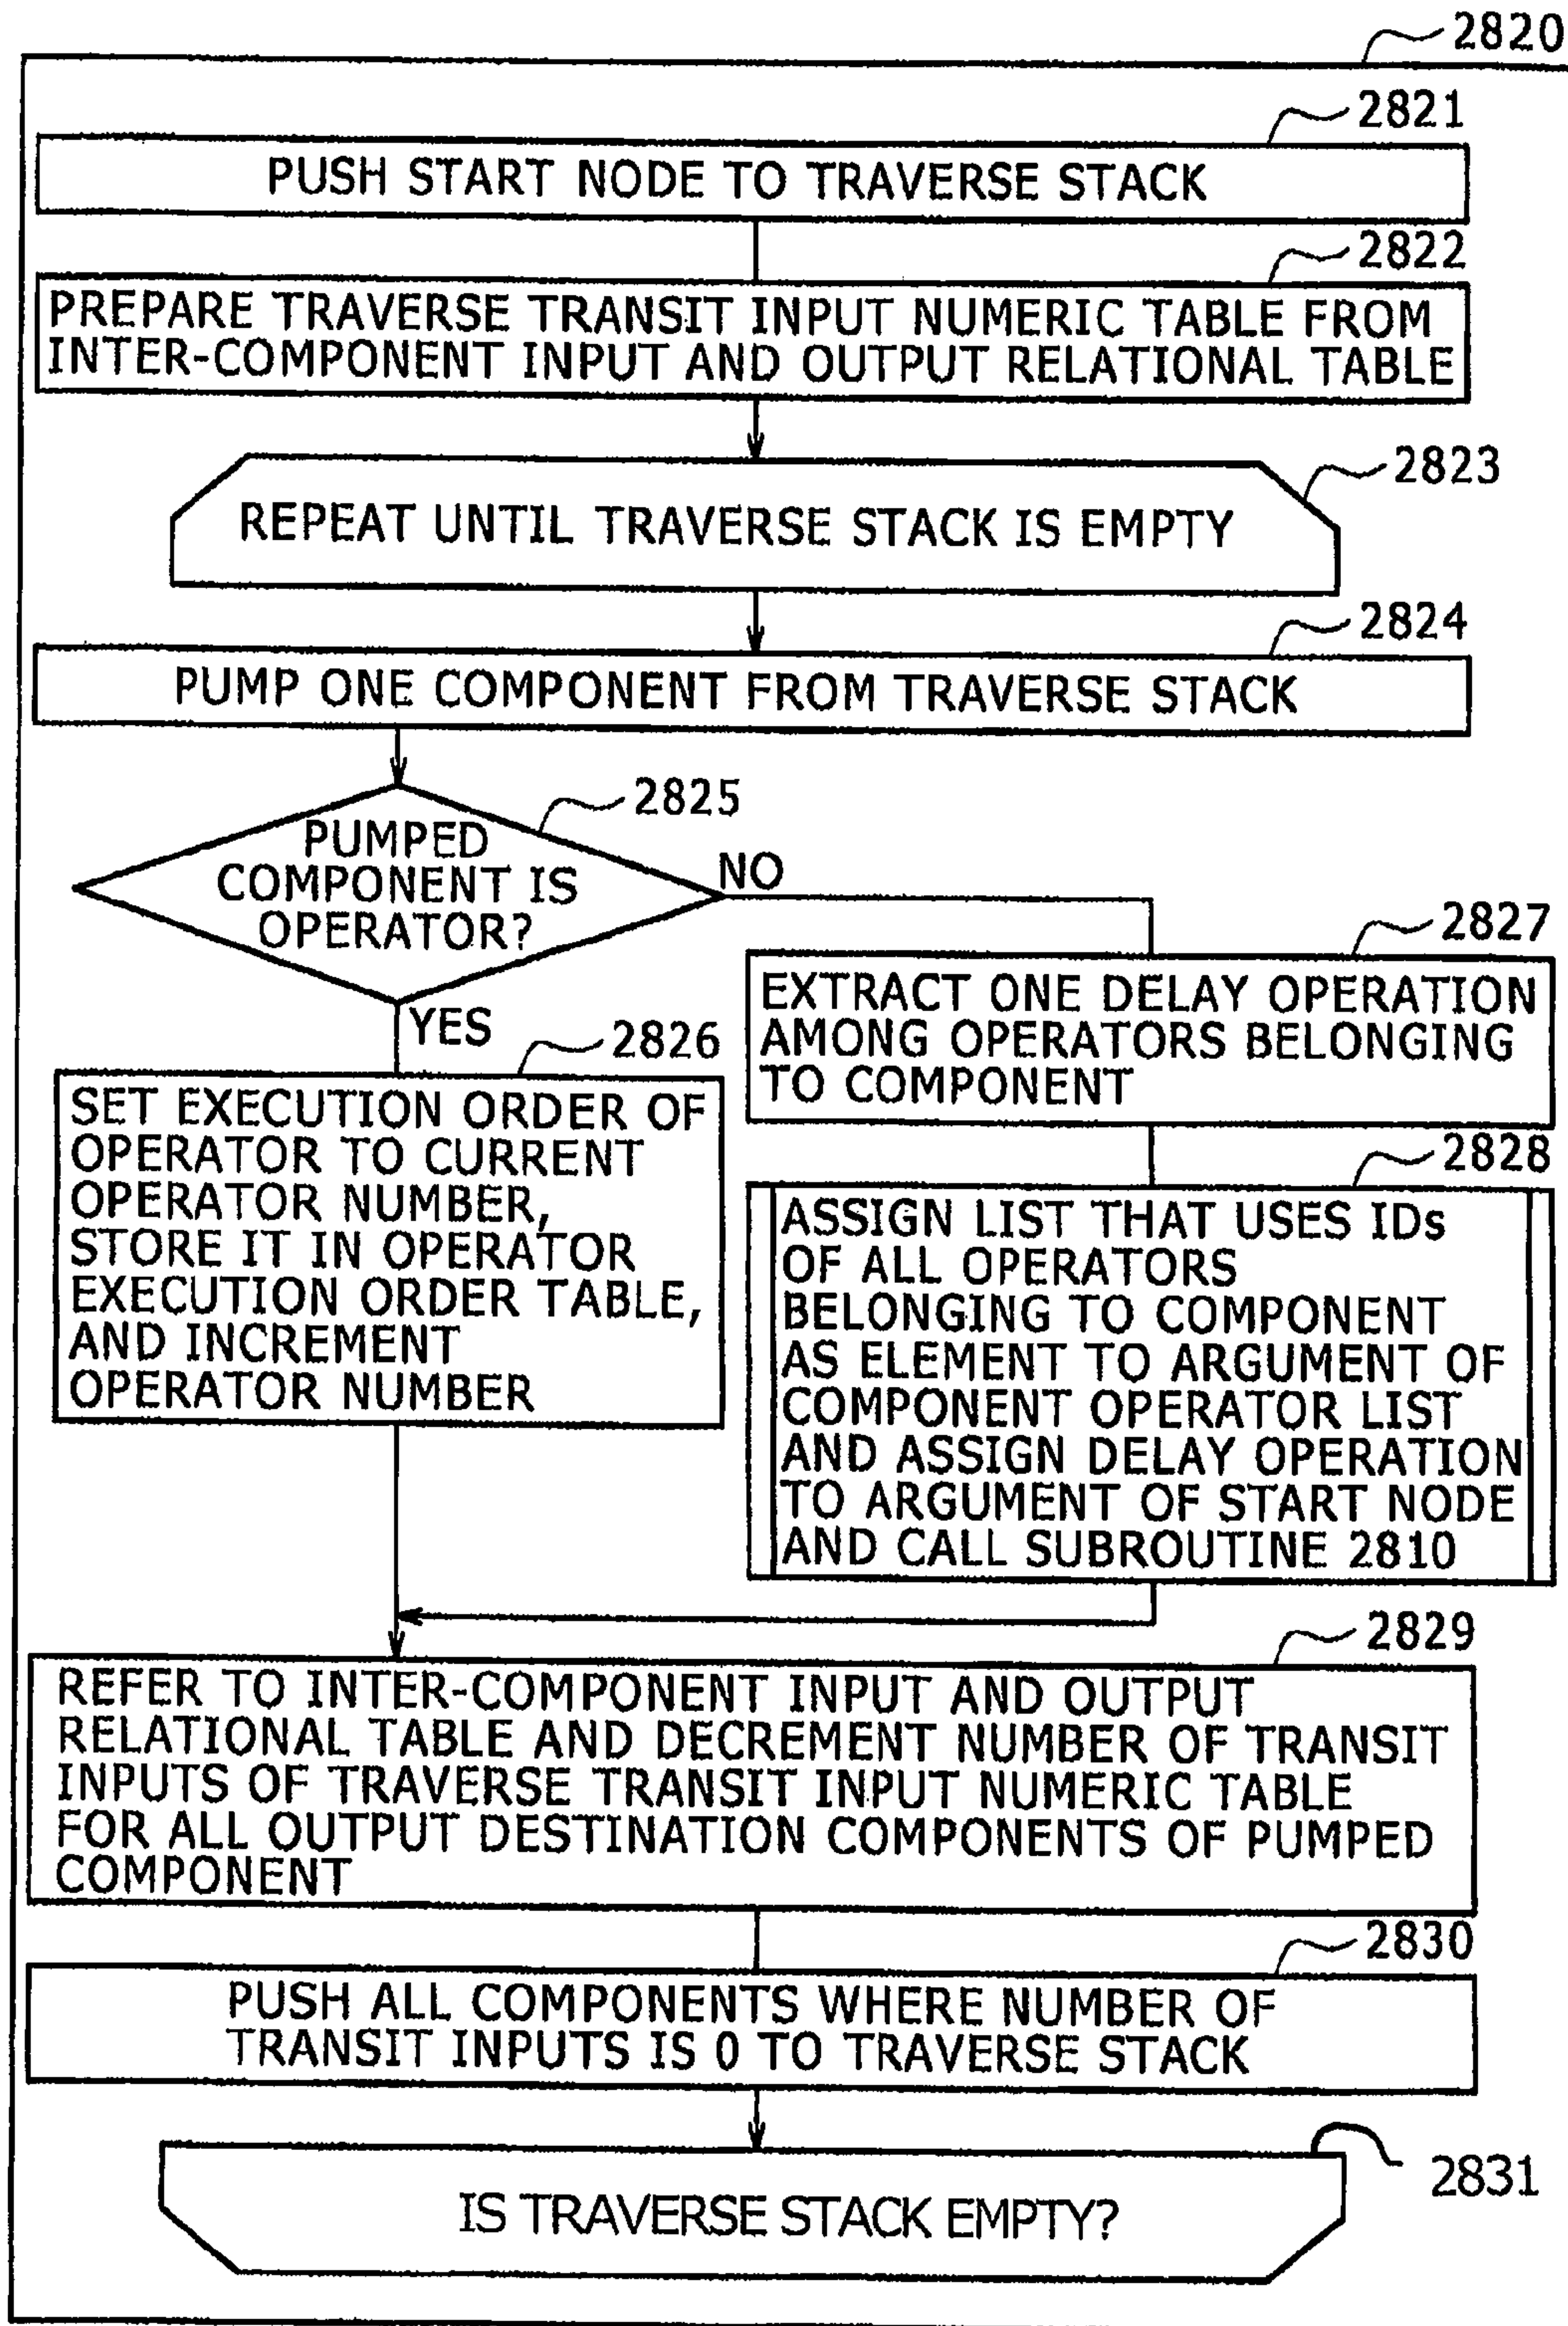 2820
2821
PUSH START NODE TO TRAVERSE STACK
2822
PREPARE TRAVERSE TRANSIT INPUT NUMERIC TABLE FROM
INTER-COMPONENT INPUT AND OUTPUT RELATIONAL TABLE
2823
REPEAT UNTIL TRAVERSE STACK IS EMPTY
2824
PUMP ONE COMPONENT FROM TRAVERSE STACK
2825
PUMPED
COMPONENT IS
OPERATOR?
NO
YES
2826
SET EXECUTION ORDER OF
OPERATOR TO CURRENT
OPERATOR NUMBER,
STORE IT IN OPERATOR
EXECUTION ORDER TABLE,
AND INCREMENT
OPERATOR NUMBER
2827
EXTRACT ONE DELAY OPERATION
AMONG OPERATORS BELONGING
TO COMPONENT
2828
ASSIGN LIST THAT USES IDs
OF ALL OPERATORS
BELONGING TO COMPONENT
AS ELEMENT TO ARGUMENT OF
COMPONENT OPERATOR LIST
AND ASSIGN DELAY OPERATION
TO ARGUMENT OF START NODE
AND CALL SUBROUTINE 2810
2829
REFER TO INTER-COMPONENT INPUT AND OUTPUT
RELATIONAL TABLE AND DECREMENT NUMBER OF TRANSIT
INPUTS OF TRAVERSE TRANSIT INPUT NUMERIC TABLE
FOR ALL OUTPUT DESTINATION COMPONENTS OF PUMPED
COMPONENT
2830
PUSH ALL COMPONENTS WHERE NUMBER OF
TRANSIT INPUTS IS 0 TO TRAVERSE STACK
2831
IS TRAVERSE STACK EMPTY?